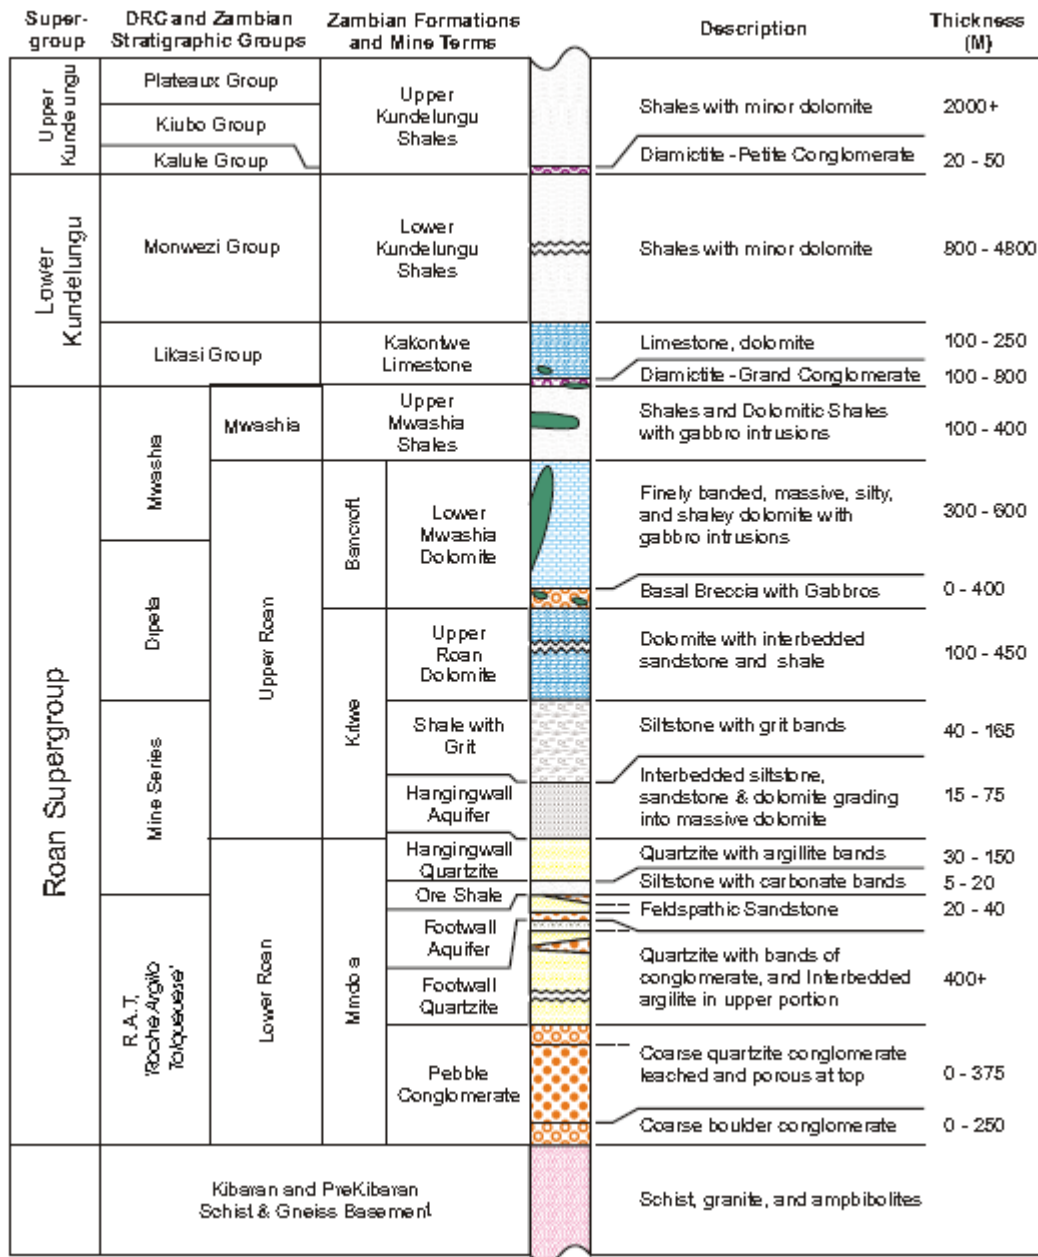 Super-
group
DRC and Zambian
Stratigraphic Groups
Zambian Formations
and Mine Terms
Description
Thickness
(M)
Upper
Kundelungu
Plateaux Group
Kiubo Group
Kalule Group
Upper
Kundelungu
Shales
Shales with minor dolomite
2000+
Diamictite - Petite Conglomerate
20 - 50
Lower
Kundelungu
Monwezi Group
Lower
Kundelungu
Shales
Shales with minor dolomite
800 - 4800
Likasi Group
Kakontwe
Limestone
Limestone, dolomite
100 - 250
Diamictite - Grand Conglomerate
100 - 800
Roan Supergroup
Mwashia
Mwashia
Upper
Mwashia
Shales
Shales and Dolomitic Shales
with gabbro intrusions
100 - 400
Upper Roan
Bancroft
Lower
Mwashia
Dolomite
Finely banded, massive, silty,
and shaley dolomite with
gabbro intrusions
300 - 600
Basal Breccia with Gabbros
0 - 400
Dipeta
Kitwe
Upper
Roan
Dolomite
Dolomite with interbedded
sandstone and shale
100 - 450
Mine Series
Shale with
Grit
Siltstone with grit bands
40 - 165
Hangingwall
Aquifer
Interbedded siltstone,
sandstone & dolomite grading
into massive dolomite
15 - 75
Lower Roan
Mindola
Hangingwall
Quartzite
Quartzite with argillite bands
30 - 150
Ore Shale
Siltstone with carbonate bands
5 - 20
R.A.T,
'Roche Argilo
Talqueuese'
Footwall
Aquifer
Feldspathic Sandstone
20 - 40
Footwall
Quartzite
Quartzite with bands of
conglomerate, and Interbedded
argilite in upper portion
400+
Pebble
Conglomerate
Coarse quartzite conglomerate
leached and porous at top
0 - 375
Coarse boulder conglomerate
0 - 250
Kibaran and PreKibaran
Schist & Gneiss Basement
Schist, granite, and ampbibolites